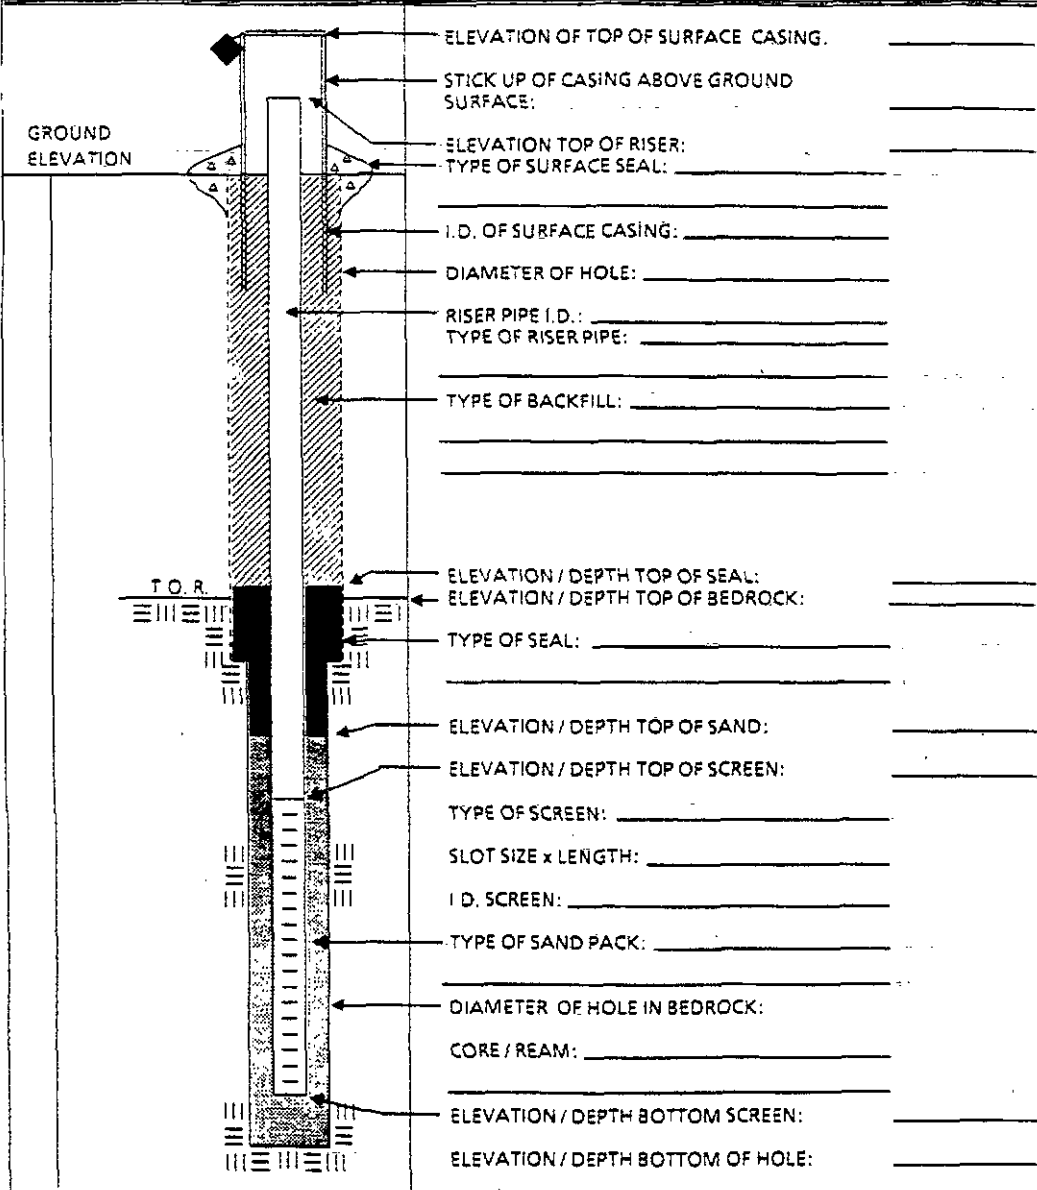 ELEVATION OF TOP OF SURFACE CASING.
STICK UP OF CASING ABOVE GROUND
SURFACE:
GROUND
ELEVATION
ELEVATION TOP OF RISER:
TYPE OF SURFACE SEAL:
I.D. OF SURFACE CASING:
DIAMETER OF HOLE:
RISER PIPE I.D.:
TYPE OF RISER PIPE:
TYPE OF BACKFILL:
ELEVATION / DEPTH TOP OF SEAL:
T.O.R.
ELEVATION / DEPTH TOP OF BEDROCK:
TYPE OF SEAL:
ELEVATION / DEPTH TOP OF SAND:
ELEVATION / DEPTH TOP OF SCREEN:
TYPE OF SCREEN:
SLOT SIZE x LENGTH:
I.D. SCREEN:
TYPE OF SAND PACK:
DIAMETER OF HOLE IN BEDROCK:
CORE / REAM:
ELEVATION / DEPTH BOTTOM SCREEN:
ELEVATION / DEPTH BOTTOM OF HOLE: